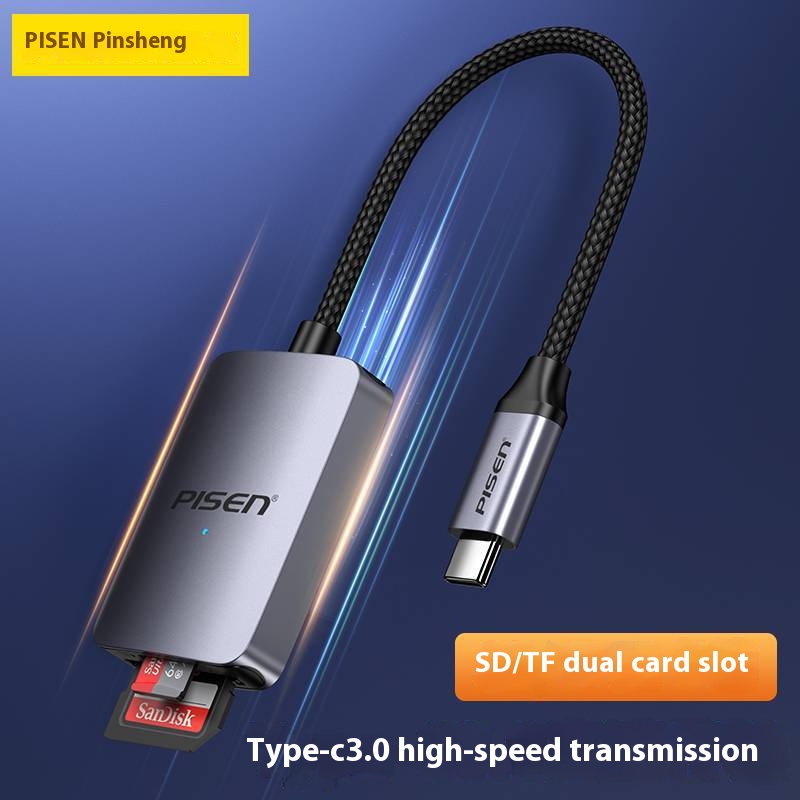 PISEN Pinsheng
PISEN®
PISEN®
SanDisk
SD/TF dual card slot
Type-c3.0 high-speed transmission